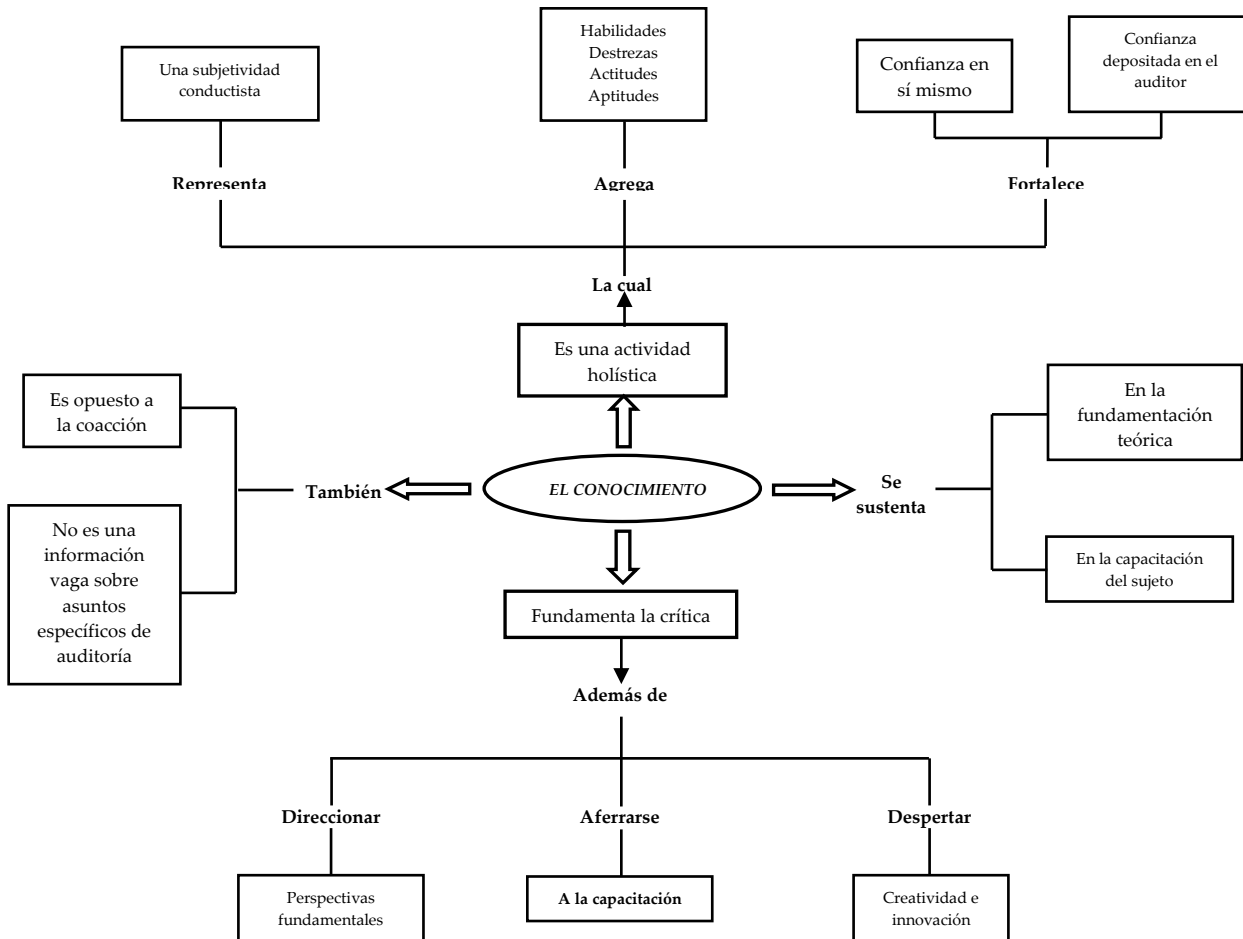 Una subjetividad
conductista
Habilidades
Destrezas
Actitudes
Aptitudes
Confianza en
sí mismo
Confianza
depositada en el
auditor
Representa
Agrega
Fortalece
La cual
Es una actividad
holística
Es opuesto a
la coacción
No es una
información
vaga sobre
asuntos
específicos de
auditoría
También
EL CONOCIMIENTO
Se
sustenta
En la
fundamentación
teórica
En la capacitación
del sujeto
Fundamenta la crítica
Además de
Direccionar
Aferrarse
Despertar
Perspectivas
fundamentales
A la capacitación
Creatividad e
innovación